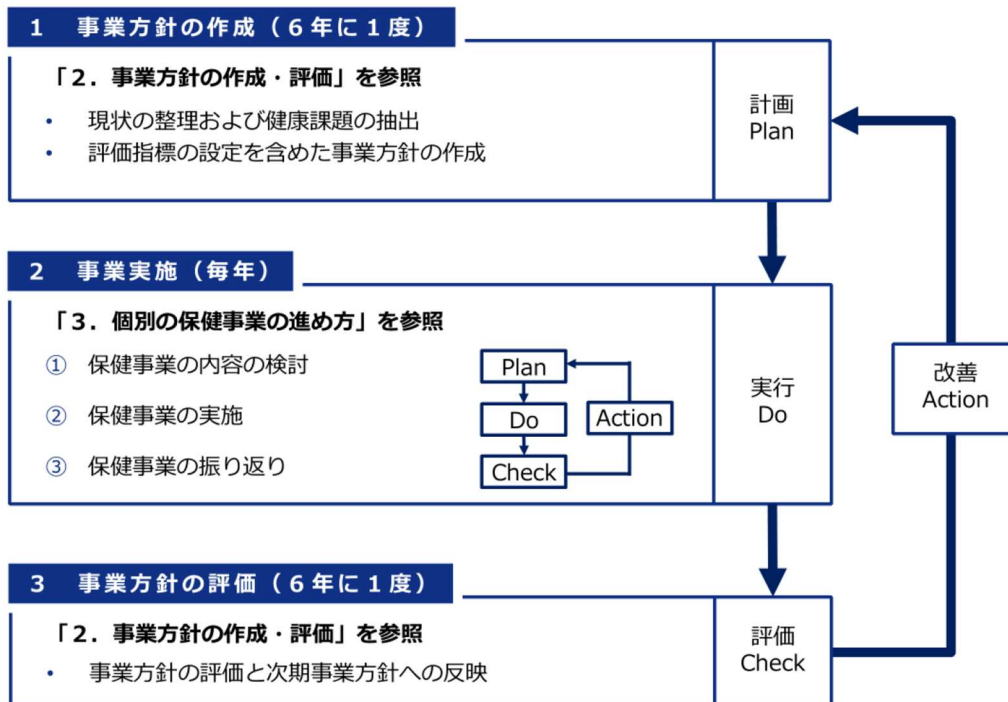 1 事業方針の作成（6年に1度）
「2．事業方針の作成・評価」を参照
• 現状の整理および健康課題の抽出
• 評価指標の設定を含めた事業方針の作成
計画
Plan
2 事業実施（毎年）
「3．個別の保健事業の進め方」を参照
① 保健事業の内容の検討
② 保健事業の実施
③ 保健事業の振り返り
Plan
Do
Check
Action
実行
Do
改善
Action
3 事業方針の評価（6年に1度）
「2．事業方針の作成・評価」を参照
• 事業方針の評価と次期事業方針への反映
評価
Check